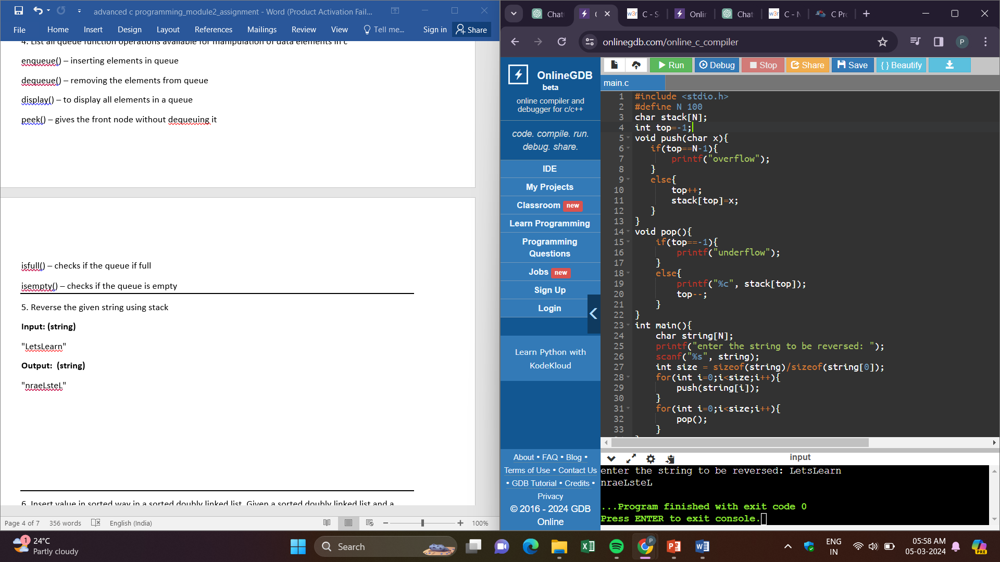 advanced c programming_module2_assignment - Word (Product Activation Fail...
File Home Insert Design Layout References Mailings Review View Tell me... Sign in Share
4. List all queue function operations available for manipulation of data elements in c
enqueue() – inserting elements in queue
dequeue() – removing the elements from queue
display() – to display all elements in a queue
peek() – gives the front node without dequeuing it
isfull() – checks if the queue if full
isempty() – checks if the queue is empty
5. Reverse the given string using stack
Input: (string)
"LetsLearn"
Output:  (string)
"nraeLsteL"
6. Insert value in sorted way in a sorted doubly linked list. Given a sorted doubly linked list and a
Page 4 of 7 356 words English (India) 100%
Chat C - S Onlin Chat C - N C Pro
onlinegdb.com/online_c_compiler
P
OnlineGDB
beta
online compiler and
debugger for c/c++
code. compile. run.
debug. share.
IDE
My Projects
Classroom new
Learn Programming
Programming
Questions
Jobs new
Sign Up
Login
Learn Python with
KodeKloud
About • FAQ • Blog •
Terms of Use • Contact Us
• GDB Tutorial • Credits •
Privacy
© 2016 - 2024 GDB
Online
Run Debug Stop Share Save { } Beautify
main.c
1 #include <stdio.h>
2 #define N 100
3 char stack[N];
4 int top=-1;
5 void push(char x){
6 if(top==N-1){
7 printf("overflow");
8 }
9 else{
10 top++;
11 stack[top]=x;
12 }
13 }
14 void pop(){
15 if(top==-1){
16 printf("underflow");
17 }
18 else{
19 printf("%c", stack[top]);
20 top--;
21 }
22 }
23 int main(){
24 char string[N];
25 printf("enter the string to be reversed: ");
26 scanf("%s", string);
27 int size = sizeof(string)/sizeof(string[0]);
28 for(int i=0;i<size;i++){
29 push(string[i]);
30 }
31 for(int i=0;i<size;i++){
32 pop();
33 }
input
enter the string to be reversed: LetsLearn
nraeLsteL
...Program finished with exit code 0
Press ENTER to exit console.
1
24°C
Partly cloudy
Search
ENG
IN
05:58 AM
05-03-2024
PRE